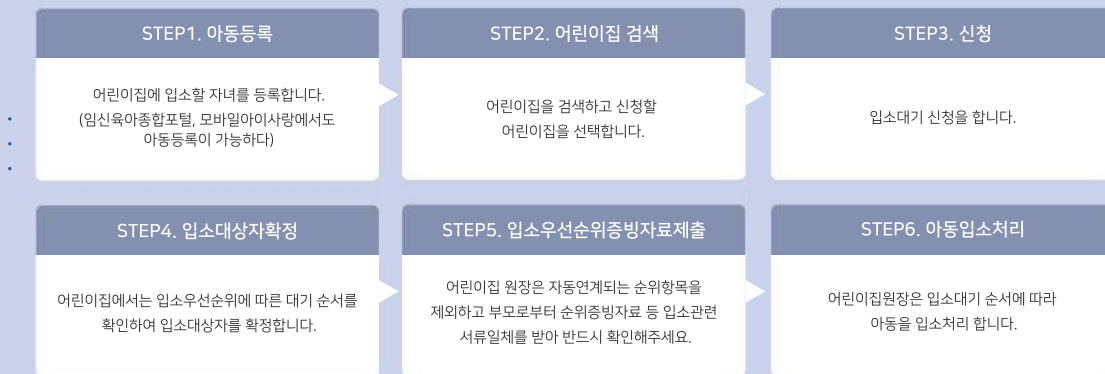 STEP1. 아동등록
어린이집에 입소할 자녀를 등록합니다.
(임신육아종합포털, 모바일아이사랑에서도
아동등록이 가능하다)
STEP2. 어린이집 검색
어린이집을 검색하고 신청할
어린이집을 선택합니다.
STEP3. 신청
입소대기 신청을 합니다.
STEP4. 입소대상자확정
어린이집에서는 입소우선순위에 따른 대기 순서를
확인하여 입소대상자를 확정합니다.
STEP5. 입소우선순위증빙자료제출
어린이집 원장은 자동연계되는 순위항목을
제외하고 부모로부터 순위증빙자료 등 입소관련
서류일체를 받아 반드시 확인해주세요.
STEP6. 아동입소처리
어린이집원장은 입소대기 순서에 따라
아동을 입소처리 합니다.